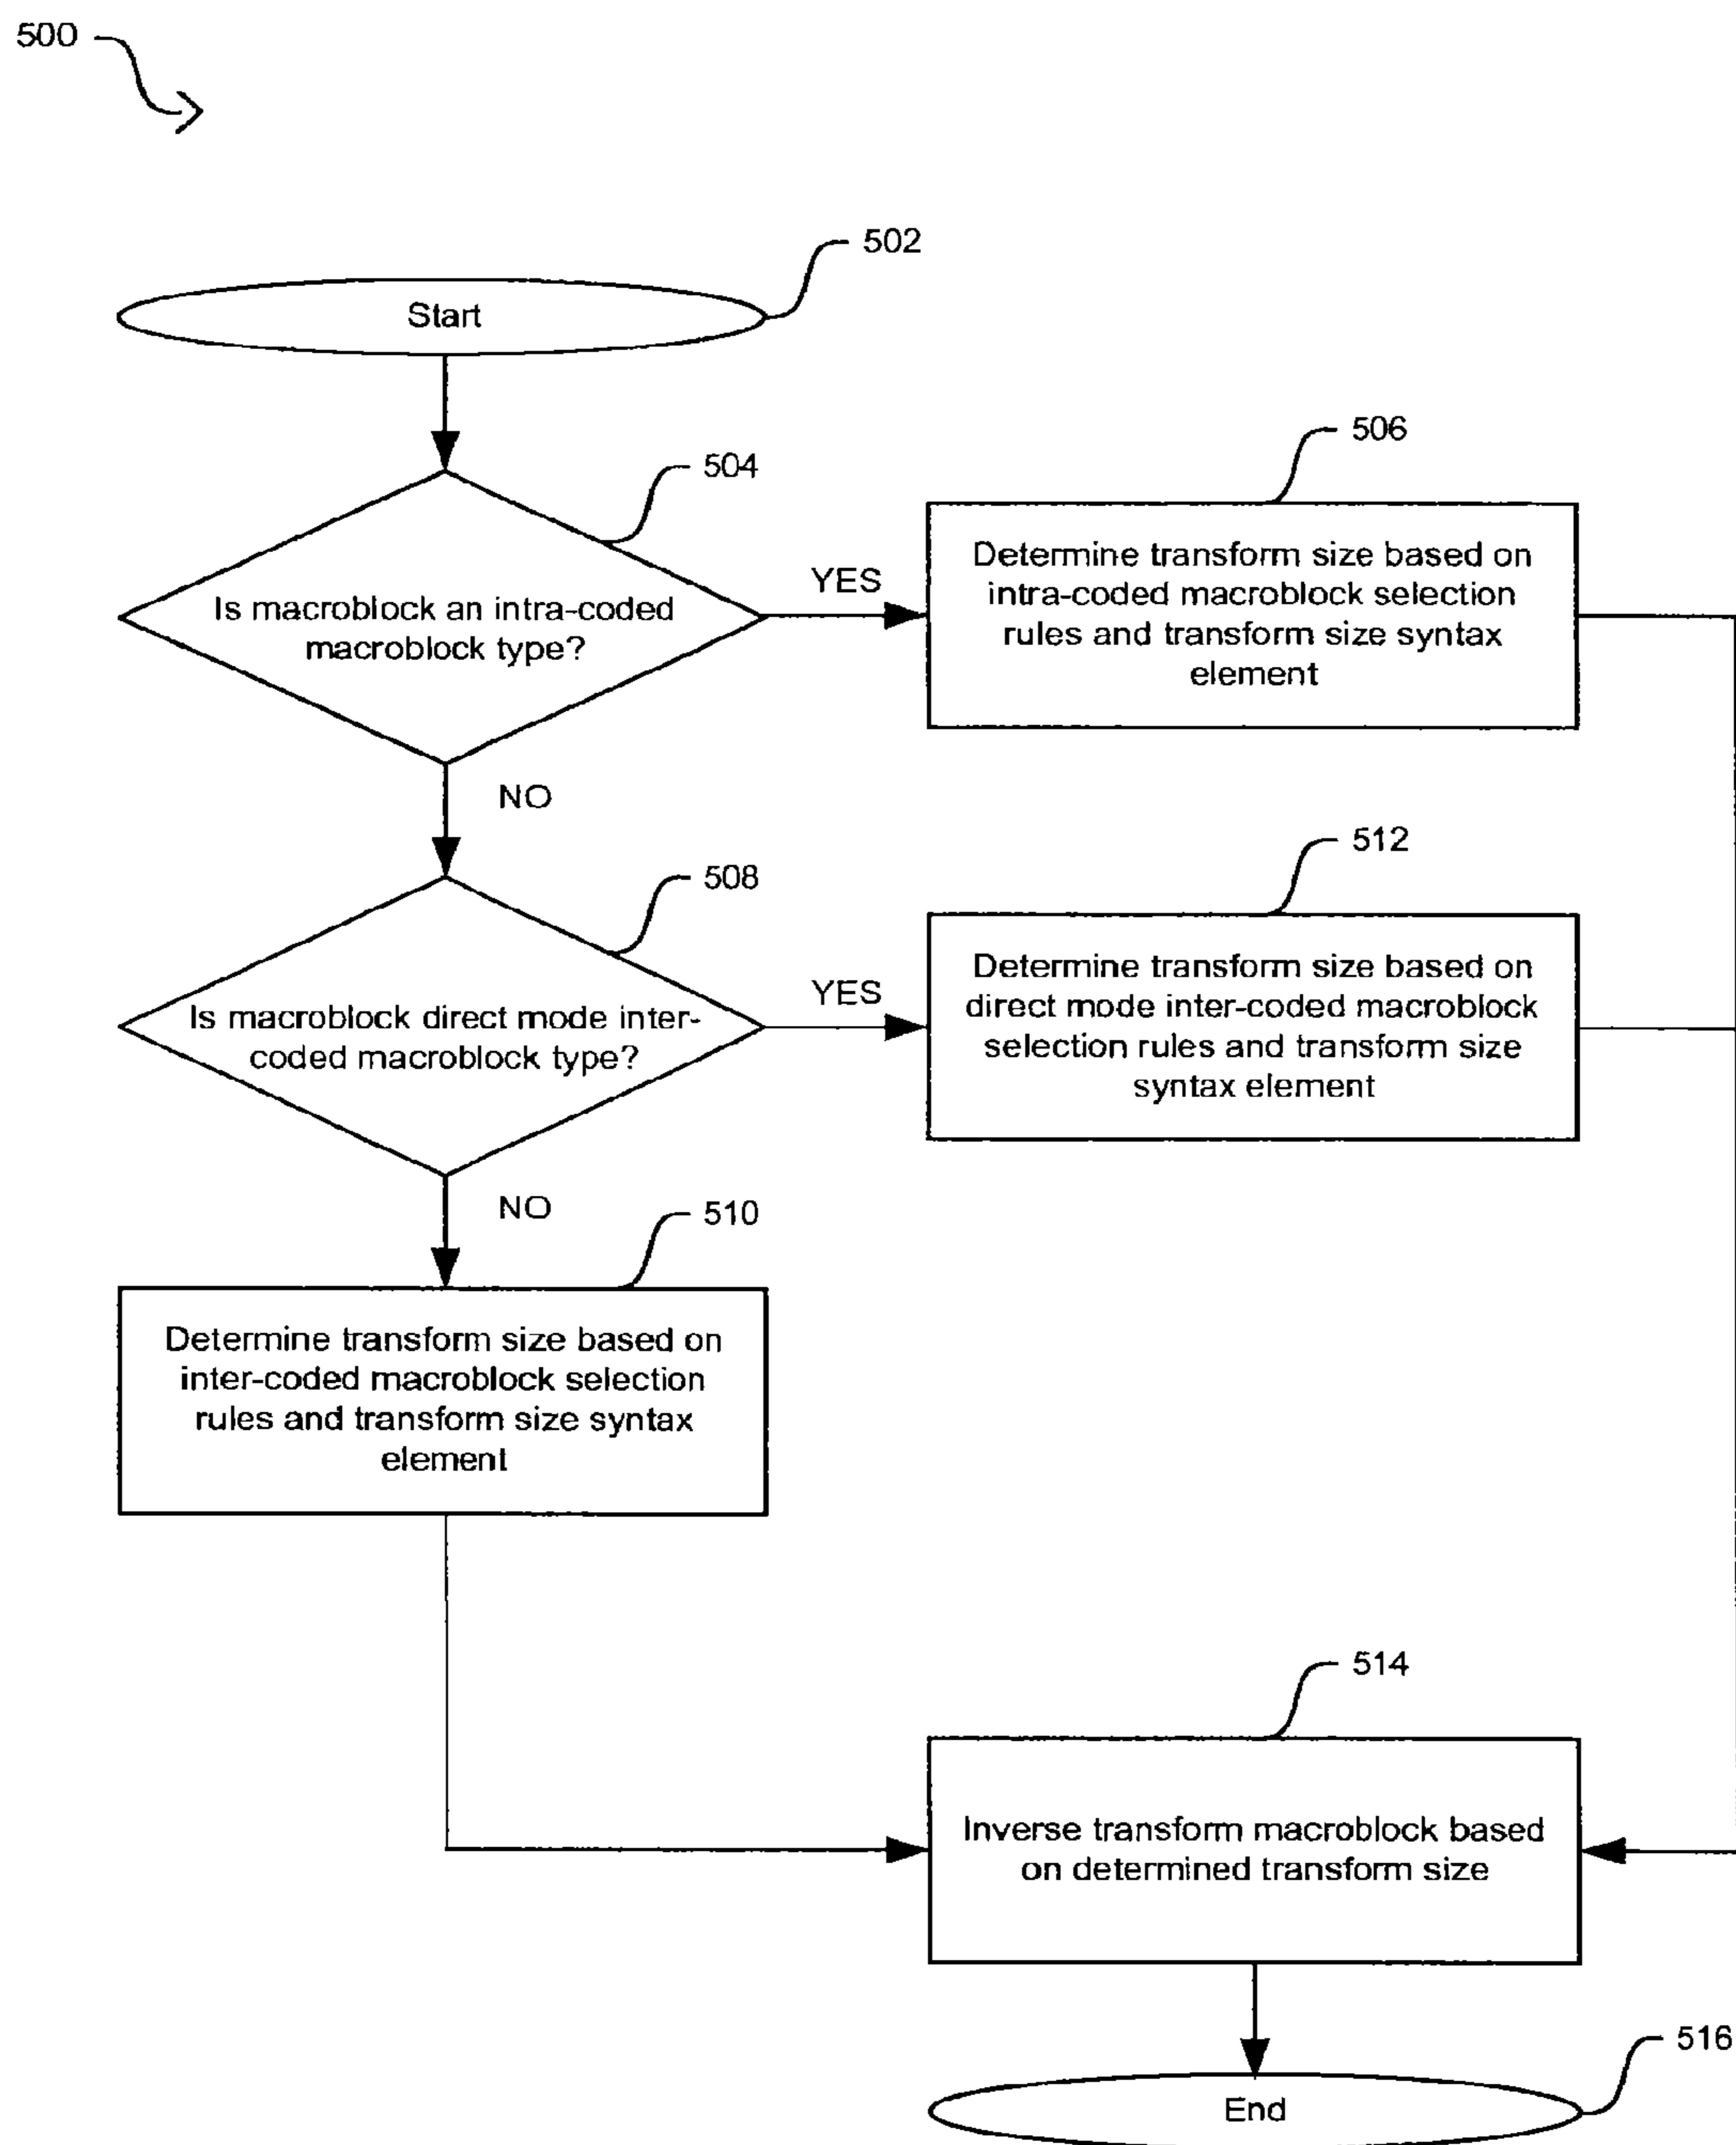 500
502
Start
504
506
Is macroblock an intra-coded
macroblock type?
YES
Determine transform size based on
intra-coded macroblock selection
rules and transform size syntax
element
NO
508
512
Is macroblock direct mode inter-
coded macroblock type?
YES
Determine transform size based on
direct mode inter-coded macroblock
selection rules and transform size
syntax element
NO
510
Determine transform size based on
inter-coded macroblock selection
rules and transform size syntax
element
514
Inverse transform macroblock based
on determined transform size
516
End